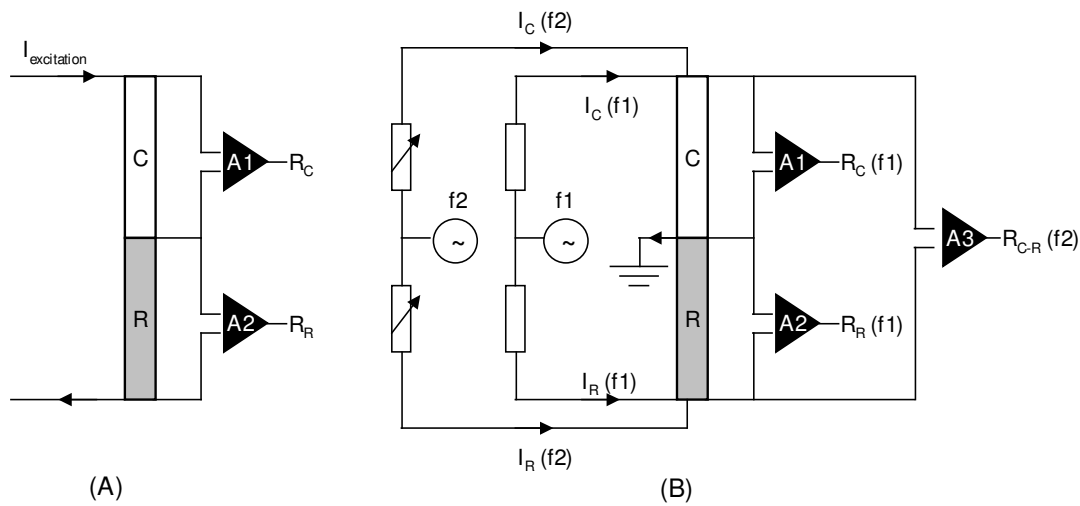 I_excitation
C
A1
R_C
R
A2
R_R
(A)
I_C (f2)
I_C (f1)
f2
f1
~
~
C
A1
R_C (f1)
A3
R_C-R (f2)
R
A2
R_R (f1)
I_R (f1)
I_R (f2)
(B)